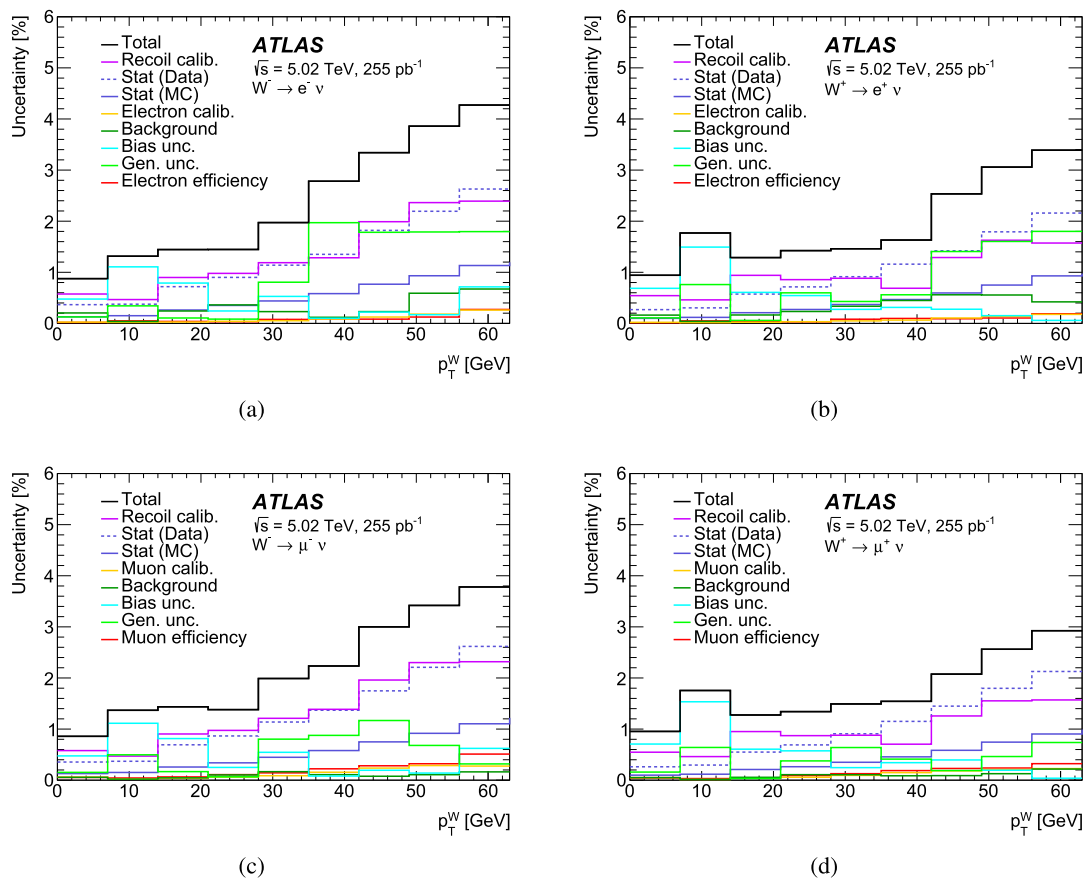 Uncertainty [%]
6
5
4
3
2
1
0
Total
Recoil calib.
Stat (Data)
Stat (MC)
Electron calib.
Background
Bias unc.
Gen. unc.
Electron efficiency
ATLAS
√s = 5.02 TeV, 255 pb⁻¹
W⁻ → e⁻ ν
0 10 20 30 40 50 60
p_T^W [GeV]
(a)
Uncertainty [%]
6
5
4
3
2
1
0
Total
Recoil calib.
Stat (Data)
Stat (MC)
Electron calib.
Background
Bias unc.
Gen. unc.
Electron efficiency
ATLAS
√s = 5.02 TeV, 255 pb⁻¹
W⁺ → e⁺ ν
0 10 20 30 40 50 60
p_T^W [GeV]
(b)
Uncertainty [%]
6
5
4
3
2
1
0
Total
Recoil calib.
Stat (Data)
Stat (MC)
Muon calib.
Background
Bias unc.
Gen. unc.
Muon efficiency
ATLAS
√s = 5.02 TeV, 255 pb⁻¹
W⁻ → μ⁻ ν
0 10 20 30 40 50 60
p_T^W [GeV]
(c)
Uncertainty [%]
6
5
4
3
2
1
0
Total
Recoil calib.
Stat (Data)
Stat (MC)
Muon calib.
Background
Bias unc.
Gen. unc.
Muon efficiency
ATLAS
√s = 5.02 TeV, 255 pb⁻¹
W⁺ → μ⁺ ν
0 10 20 30 40 50 60
p_T^W [GeV]
(d)